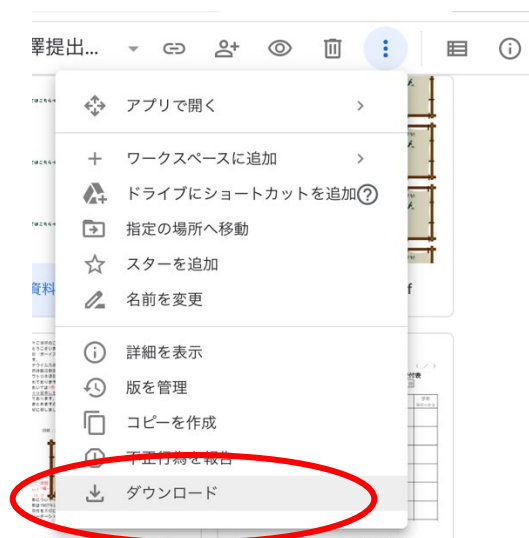 澤提出...
アプリで開く
ワークスペースに追加
ドライブにショートカットを追加
指定の場所へ移動
スターを追加
資料
f
名前を変更
詳細を表示
版を管理
コピーを作成
不正行為を報告
ダウンロード